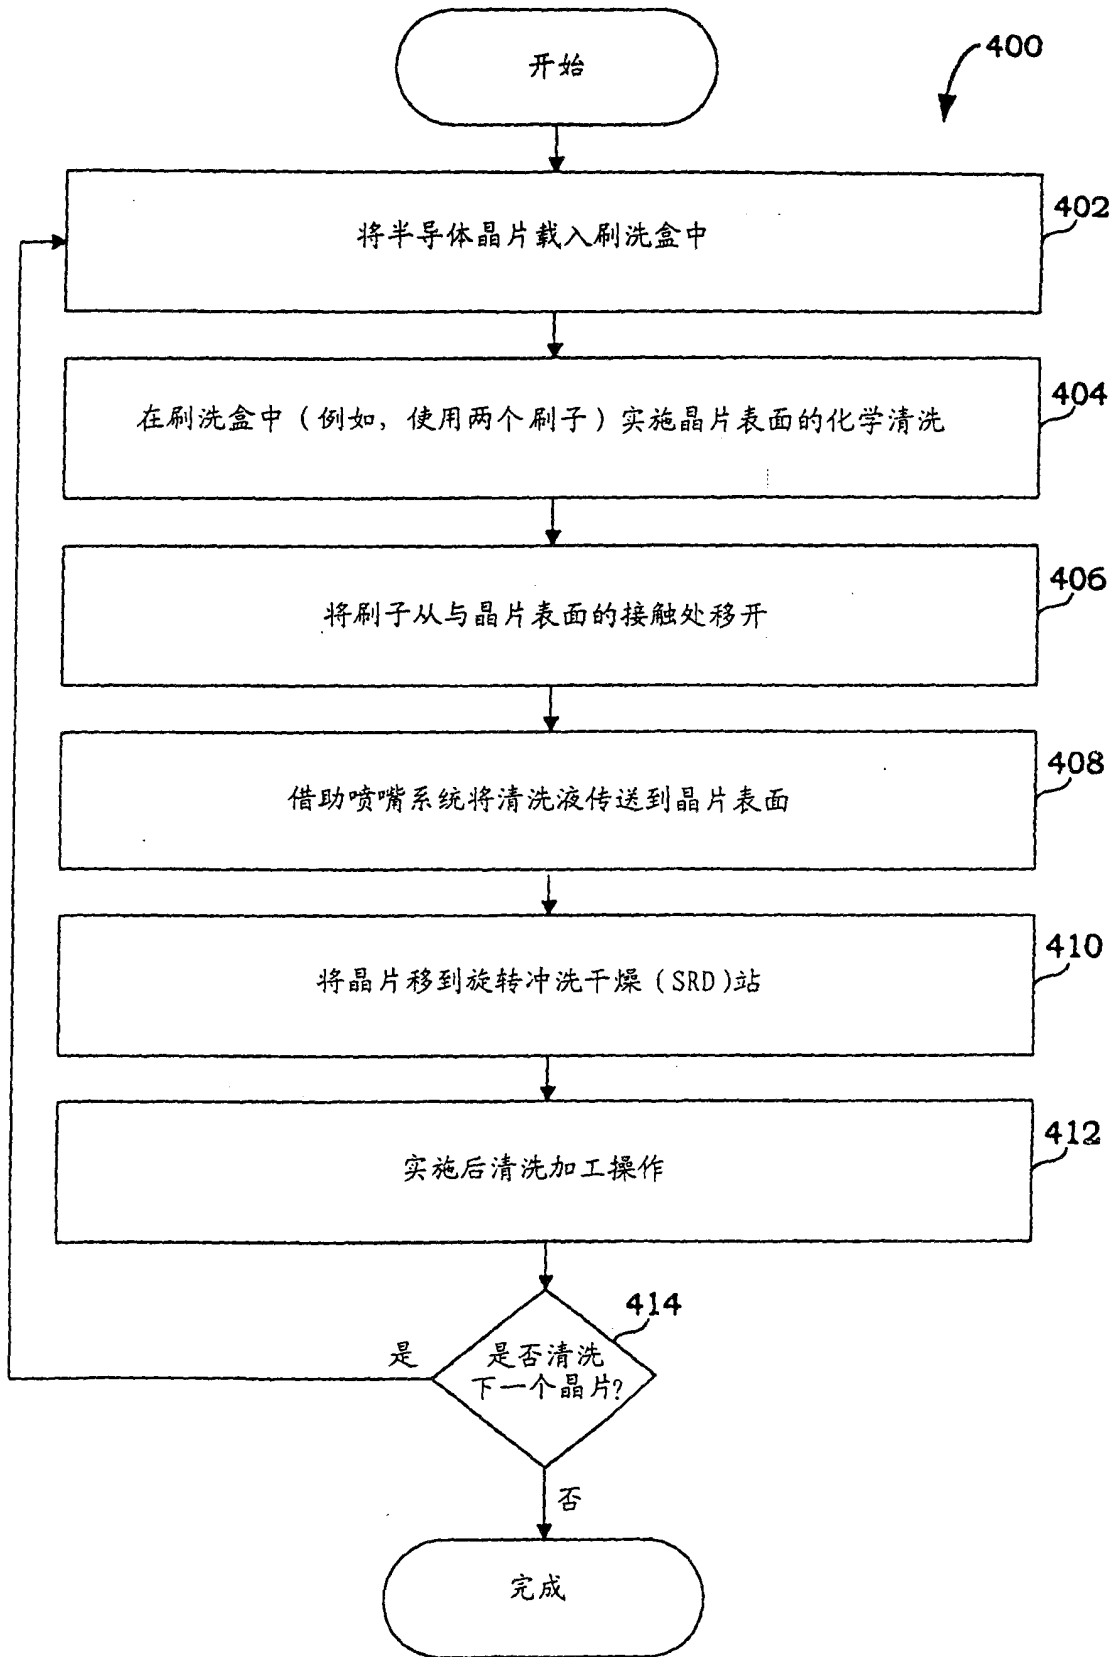 开始
400
将半导体晶片载入刷洗盒中
402
在刷洗盒中(例如,使用两个刷子)实施晶片表面的化学清洗
404
将刷子从与晶片表面的接触处移开
406
借助喷嘴系统将清洗液传送到晶片表面
408
将晶片移到旋转冲洗干燥(SRD)站
410
实施后清洗加工操作
412
414
是
是否清洗
下一个晶片?
否
完成